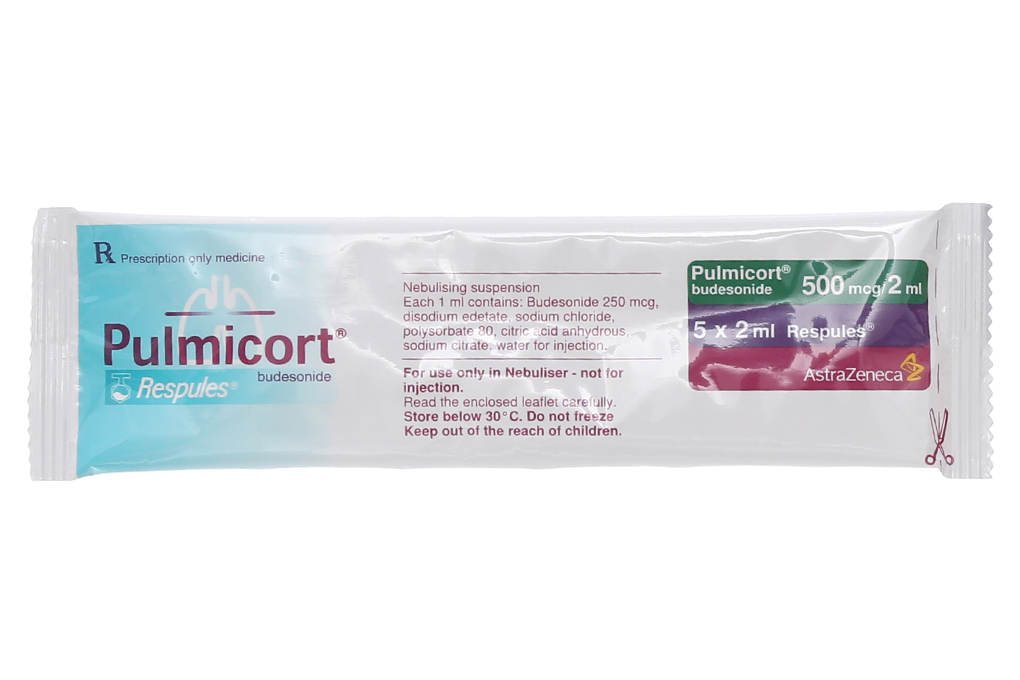 Rx Prescription only medicine
Pulmicort®
budesonide
Respules®
Nebulising suspension
Each 1 ml contains: Budesonide 250 mcg,
disodium edetate, sodium chloride,
polysorbate 80, citric acid anhydrous,
sodium citrate, water for injection.
For use only in Nebuliser - not for
injection.
Read the enclosed leaflet carefully.
Store below 30°C. Do not freeze
Keep out of the reach of children.
Pulmicort®
budesonide 500 mcg/2 ml
5 x 2 ml Respules®
AstraZeneca